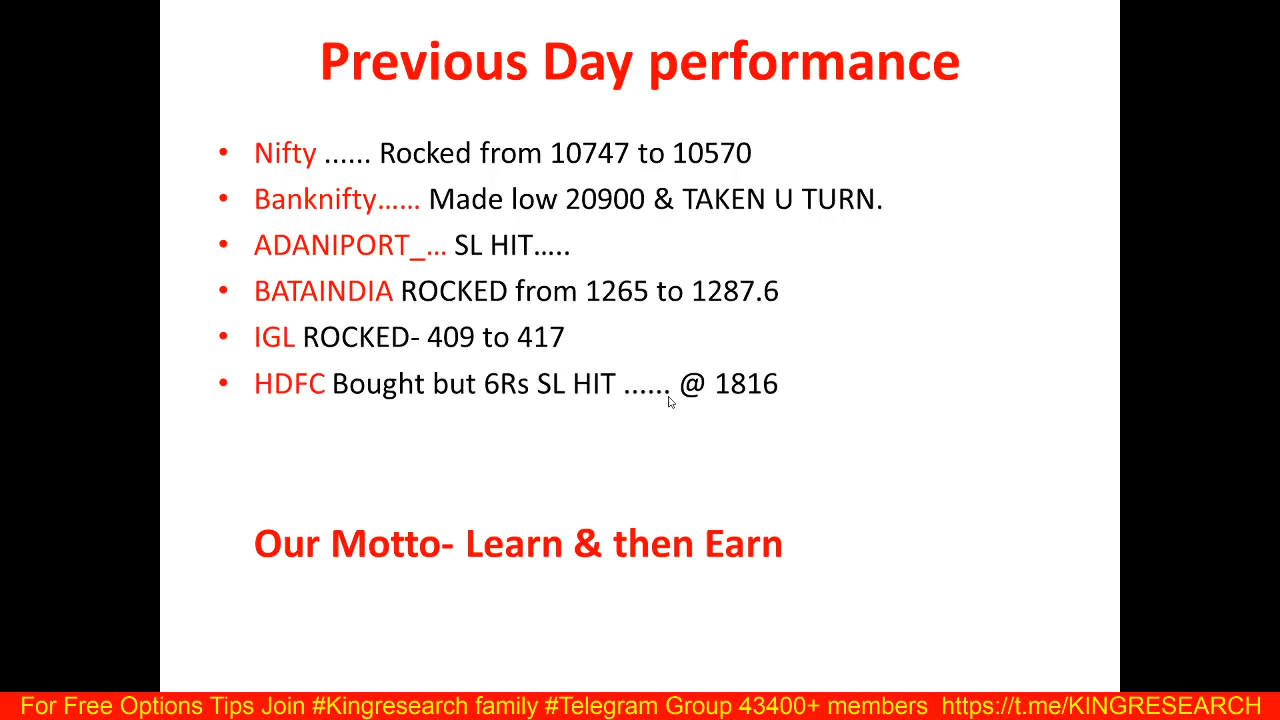 Previous Day performance
• Nifty ...... Rocked from 10747 to 10570
• Banknifty...... Made low 20900 & TAKEN U TURN.
• ADANIPORT_... SL HIT.....
• BATAINDIA ROCKED from 1265 to 1287.6
• IGL ROCKED- 409 to 417
• HDFC Bought but 6Rs SL HIT ...... @ 1816
Our Motto- Learn & then Earn
For Free Options Tips Join #Kingresearch family #Telegram Group 43400+ members https://t.me/KINGRESEARCH